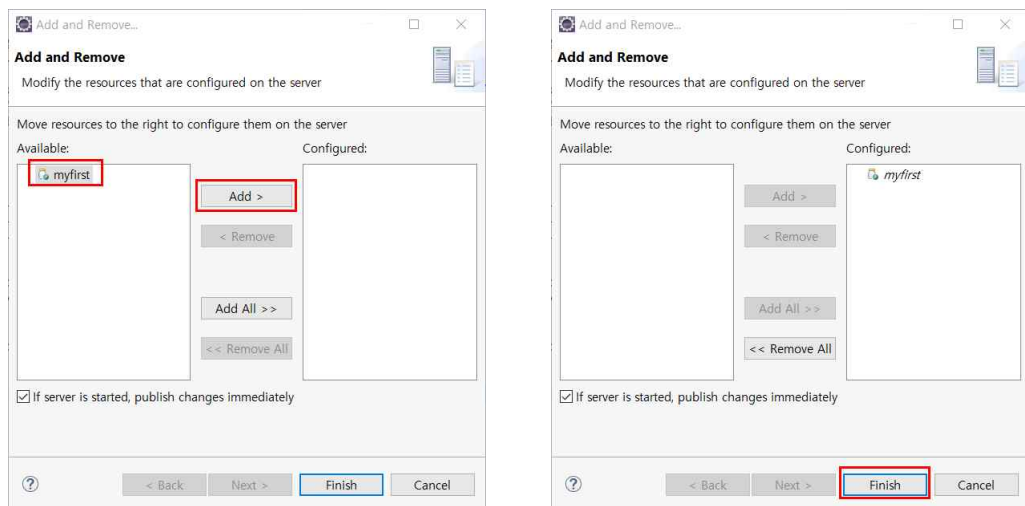 Add and Remove...
Add and Remove
Modify the resources that are configured on the server
Move resources to the right to configure them on the server
Available:
Configured:
myfirst
Add >
< Remove
Add All >>
<< Remove All
If server is started, publish changes immediately
?
< Back
Next >
Finish
Cancel
Add and Remove...
Add and Remove
Modify the resources that are configured on the server
Move resources to the right to configure them on the server
Available:
Configured:
myfirst
Add >
< Remove
Add All >>
<< Remove All
If server is started, publish changes immediately
?
< Back
Next >
Finish
Cancel